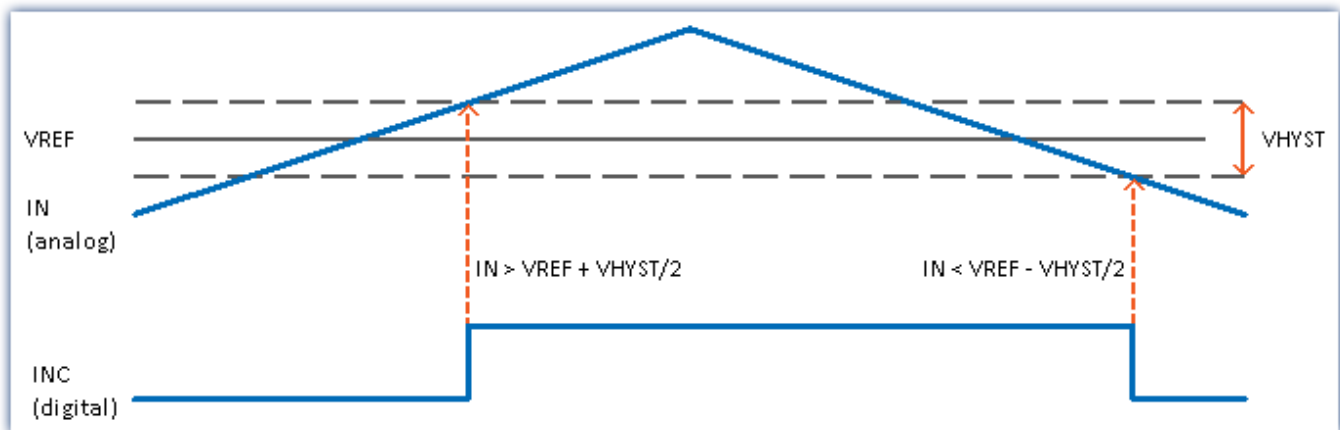 VREF
VHYST
IN
(analog)
IN > VREF + VHYST/2
IN < VREF - VHYST/2
INC
(digital)